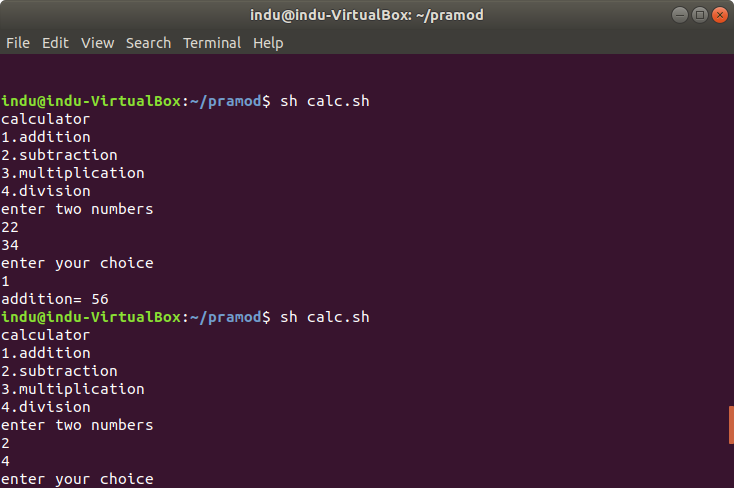 indu@indu-VirtualBox: ~/pramod
File Edit View Search Terminal Help
indu@indu-VirtualBox:~/pramod$ sh calc.sh
calculator
1.addition
2.subtraction
3.multiplication
4.division
enter two numbers
22
34
enter your choice
1
addition= 56
indu@indu-VirtualBox:~/pramod$ sh calc.sh
calculator
1.addition
2.subtraction
3.multiplication
4.division
enter two numbers
2
4
enter your choice